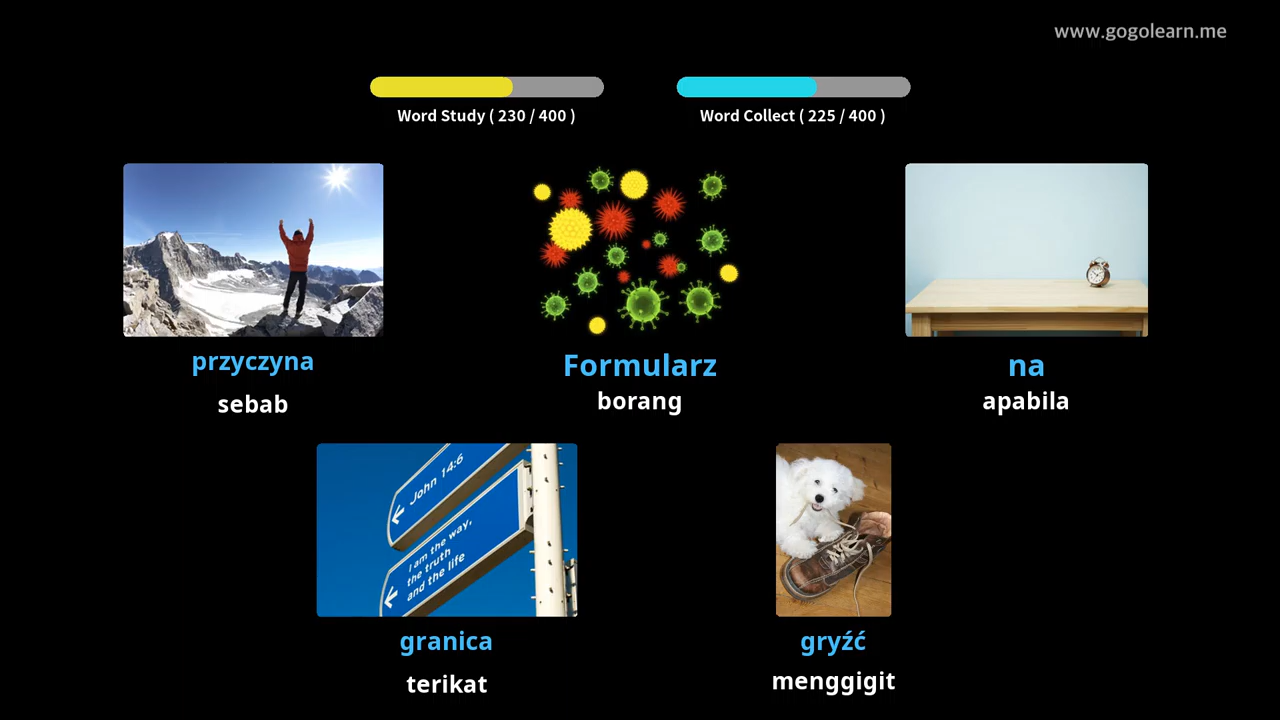 www.gogolearn.me
Word Study ( 230 / 400 )
Word Collect ( 225 / 400 )
przyczyna
sebab
Formularz
borang
na
apabila
John 14:6
I am the way,
the truth
and the life
granica
terikat
gryźć
menggigit